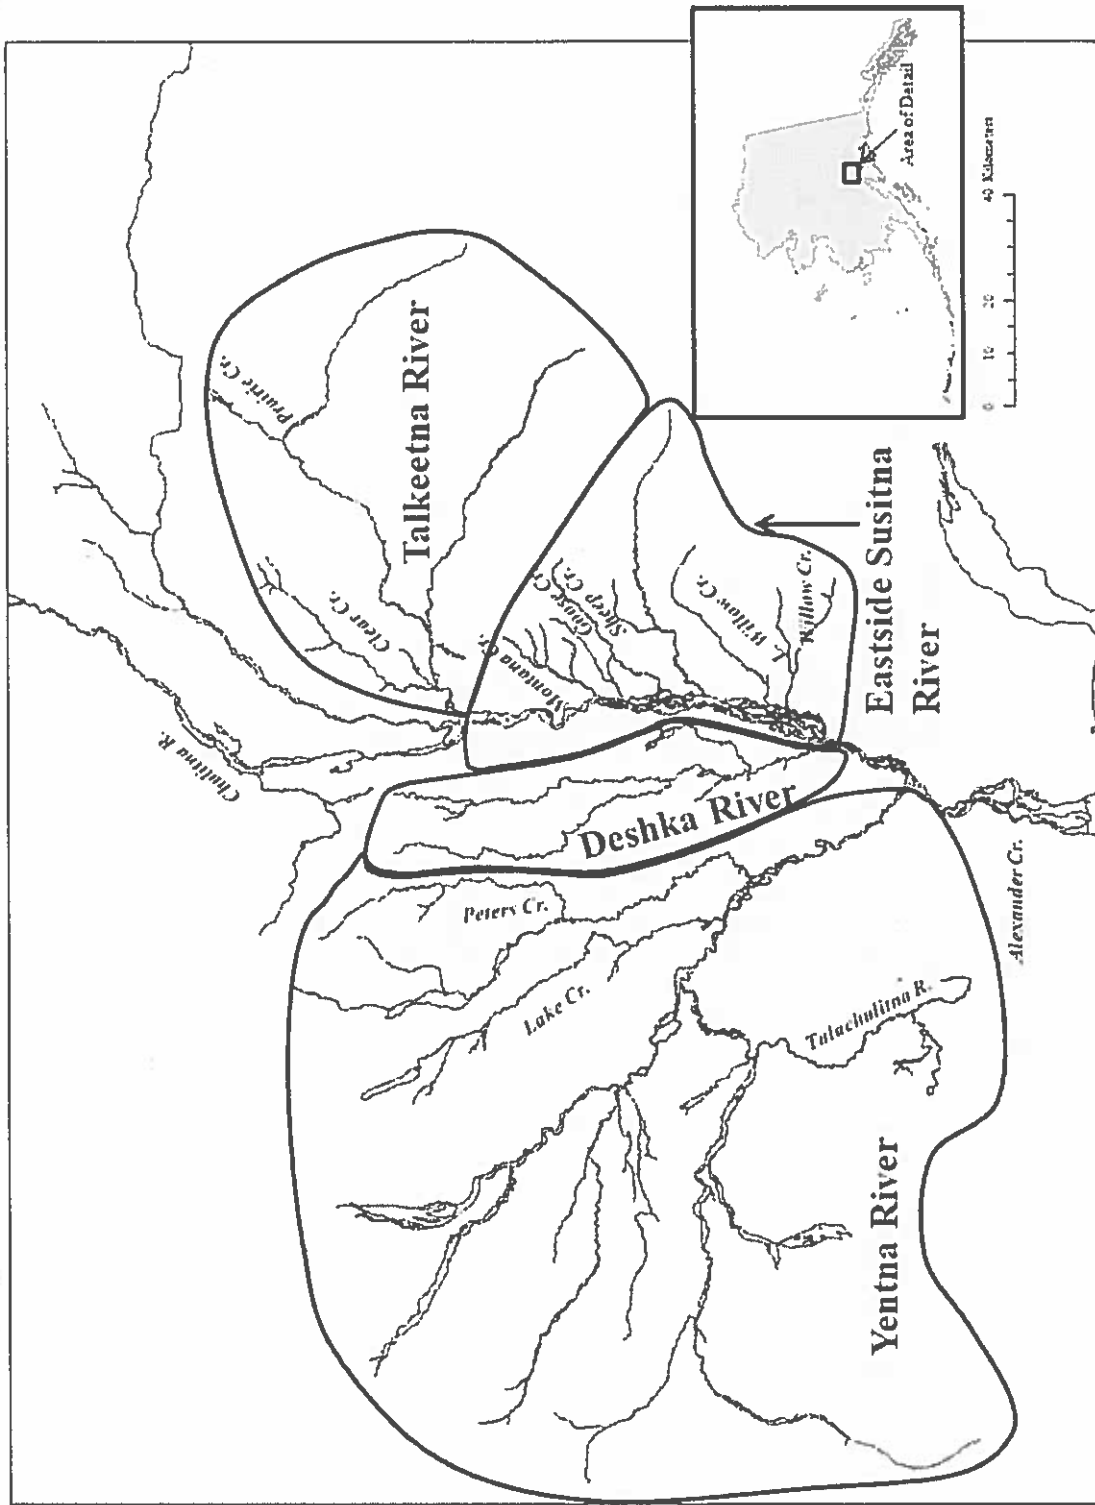 Chulitna R.
Prairie Cr.
Talkeetna River
Clear Cr.
Montana Cr.
Goose Cr.
Sheep Cr.
L. Willow Cr.
Willow Cr.
Eastside Susitna
River
Deshka River
Peters Cr.
Lake Cr.
Talachulitna R.
Yentna River
Alexander Cr.
Area of Detail
0 10 20 40 Kilometers